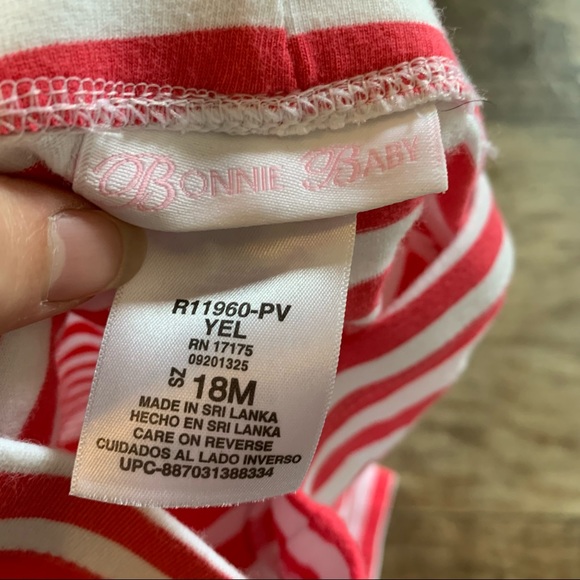 BONNIE BABY
R11960-PV
YEL
RN 17175
09201325
SZ 18M
MADE IN SRI LANKA
HECHO EN SRI LANKA
CARE ON REVERSE
CUIDADOS AL LADO INVERSO
UPC-887031388334